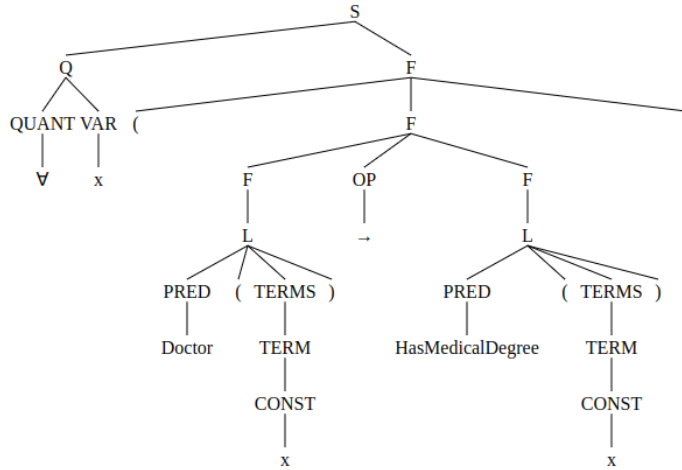 S
Q F
QUANT VAR ( F
∀ x F OP F
L → L
PRED ( TERMS ) PRED ( TERMS )
Doctor TERM HasMedicalDegree TERM
CONST CONST
x x